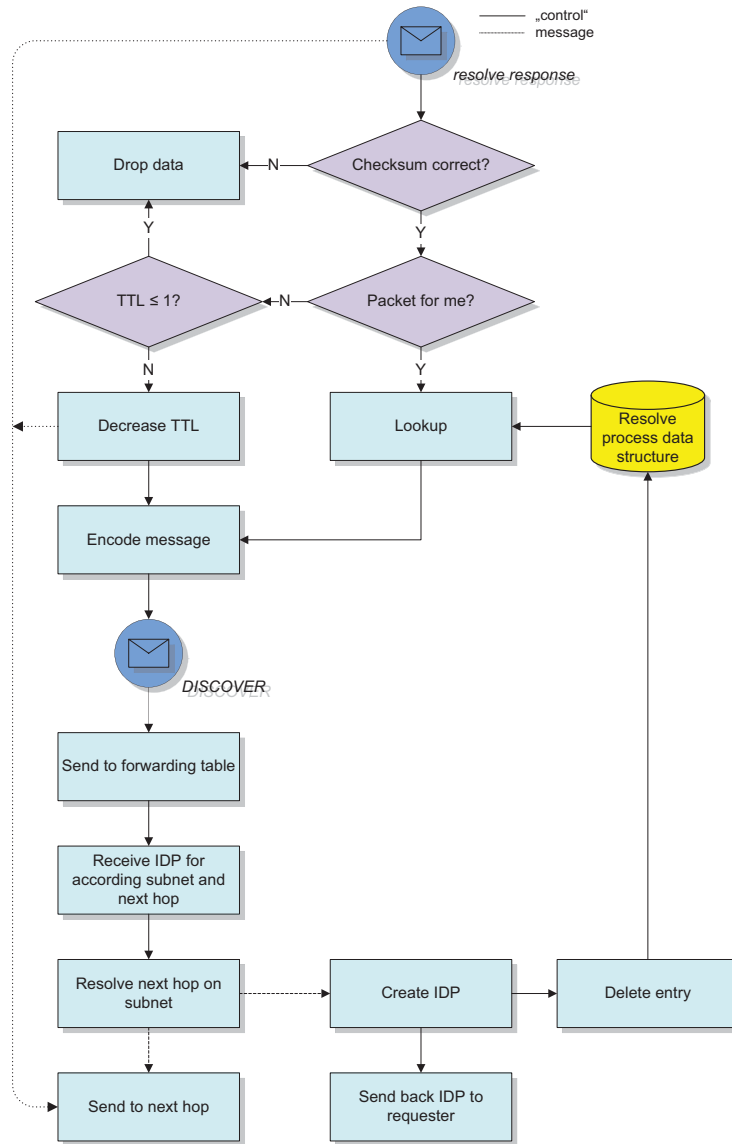 „control“
message
resolve response
Drop data
N
Checksum correct?
Y
Y
TTL ≤ 1?
N
Packet for me?
N
Y
Decrease TTL
Lookup
Resolve
process data
structure
Encode message
DISCOVER
Send to forwarding table
Receive IDP for
according subnet and
next hop
Resolve next hop on
subnet
Create IDP
Delete entry
Send to next hop
Send back IDP to
requester